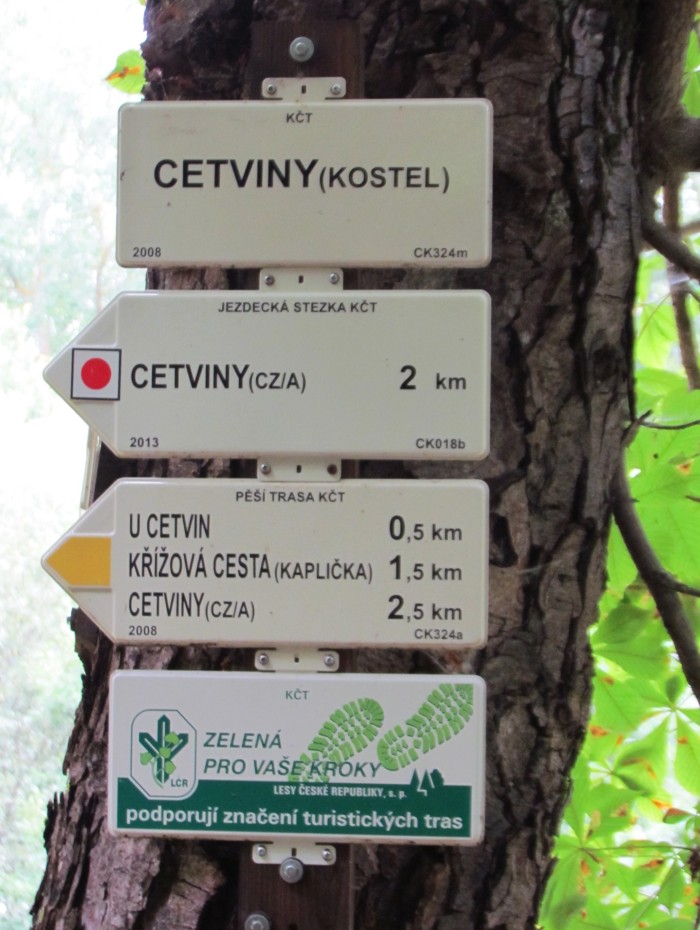 KČT
CETVINY(KOSTEL)
2008 CK324m
JEZDECKÁ STEZKA KČT
CETVINY(CZ/A) 2 km
2013 CK018b
PĚŠÍ TRASA KČT
U CETVIN 0,5 km
KŘÍŽOVÁ CESTA (KAPLIČKA) 1,5 km
CETVINY(CZ/A) 2,5 km
2008 CK324a
KČT
ZELENÁ
PRO VAŠE KROKY
LCR
LESY ČESKÉ REPUBLIKY, s. p.
podporují značení turistických tras